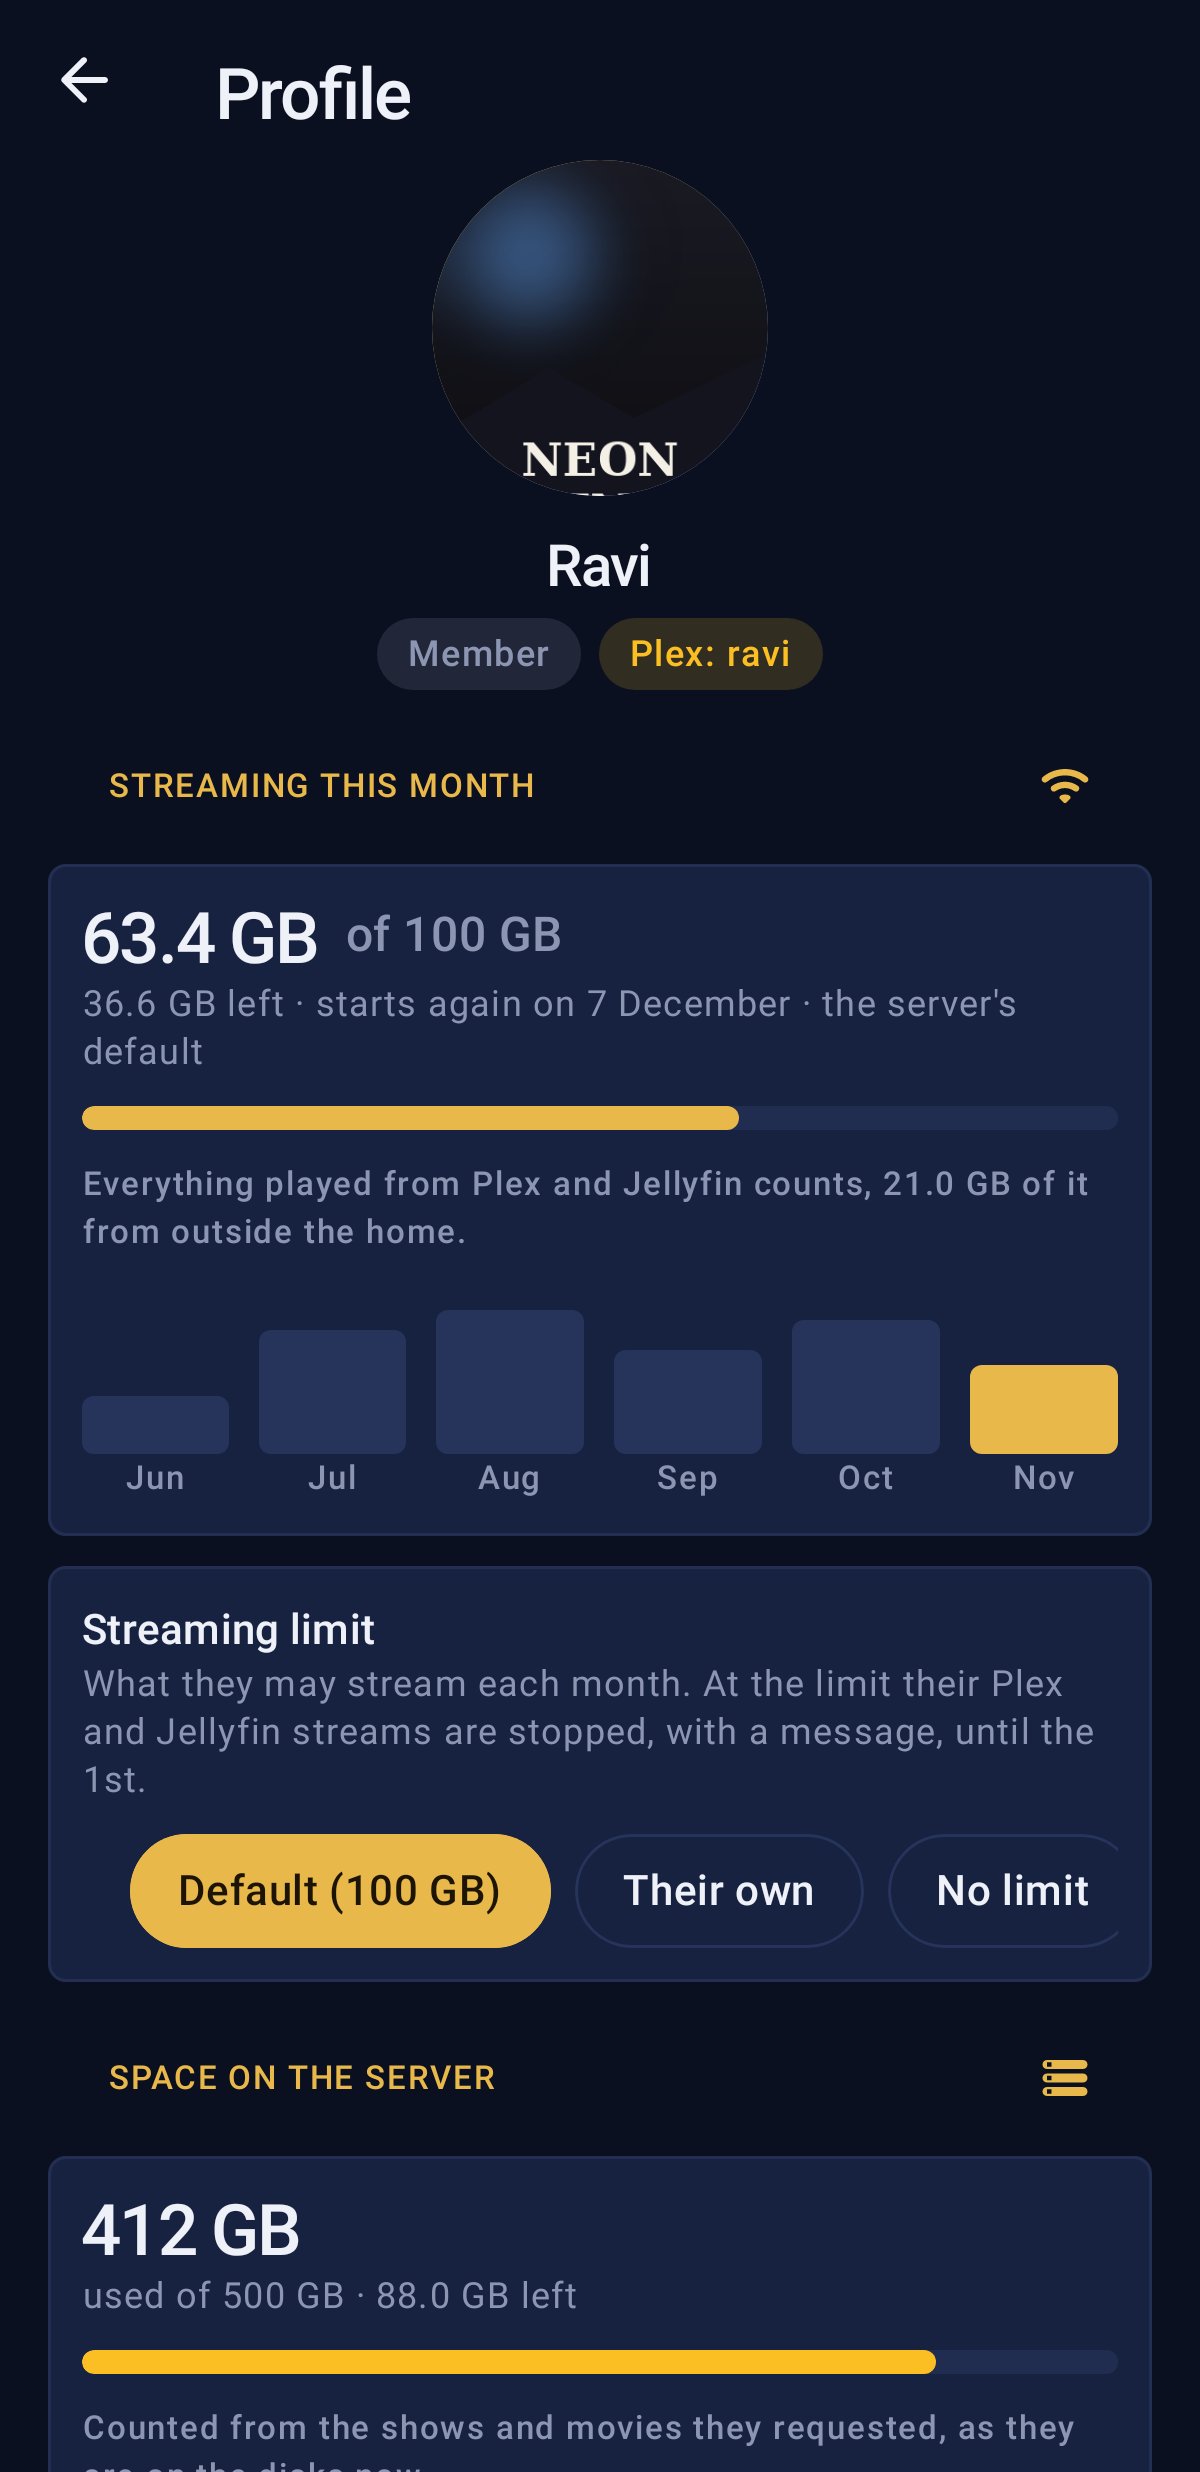 Profile
NEON
Ravi
Member
Plex: ravi
STREAMING THIS MONTH
63.4 GB of 100 GB
36.6 GB left · starts again on 7 December · the server's
default
Everything played from Plex and Jellyfin counts, 21.0 GB of it
from outside the home.
Jun Jul Aug Sep Oct Nov
Streaming limit
What they may stream each month. At the limit their Plex
and Jellyfin streams are stopped, with a message, until the
1st.
Default (100 GB) Their own No limit
SPACE ON THE SERVER
412 GB
used of 500 GB · 88.0 GB left
Counted from the shows and movies they requested, as they
are on the disks now